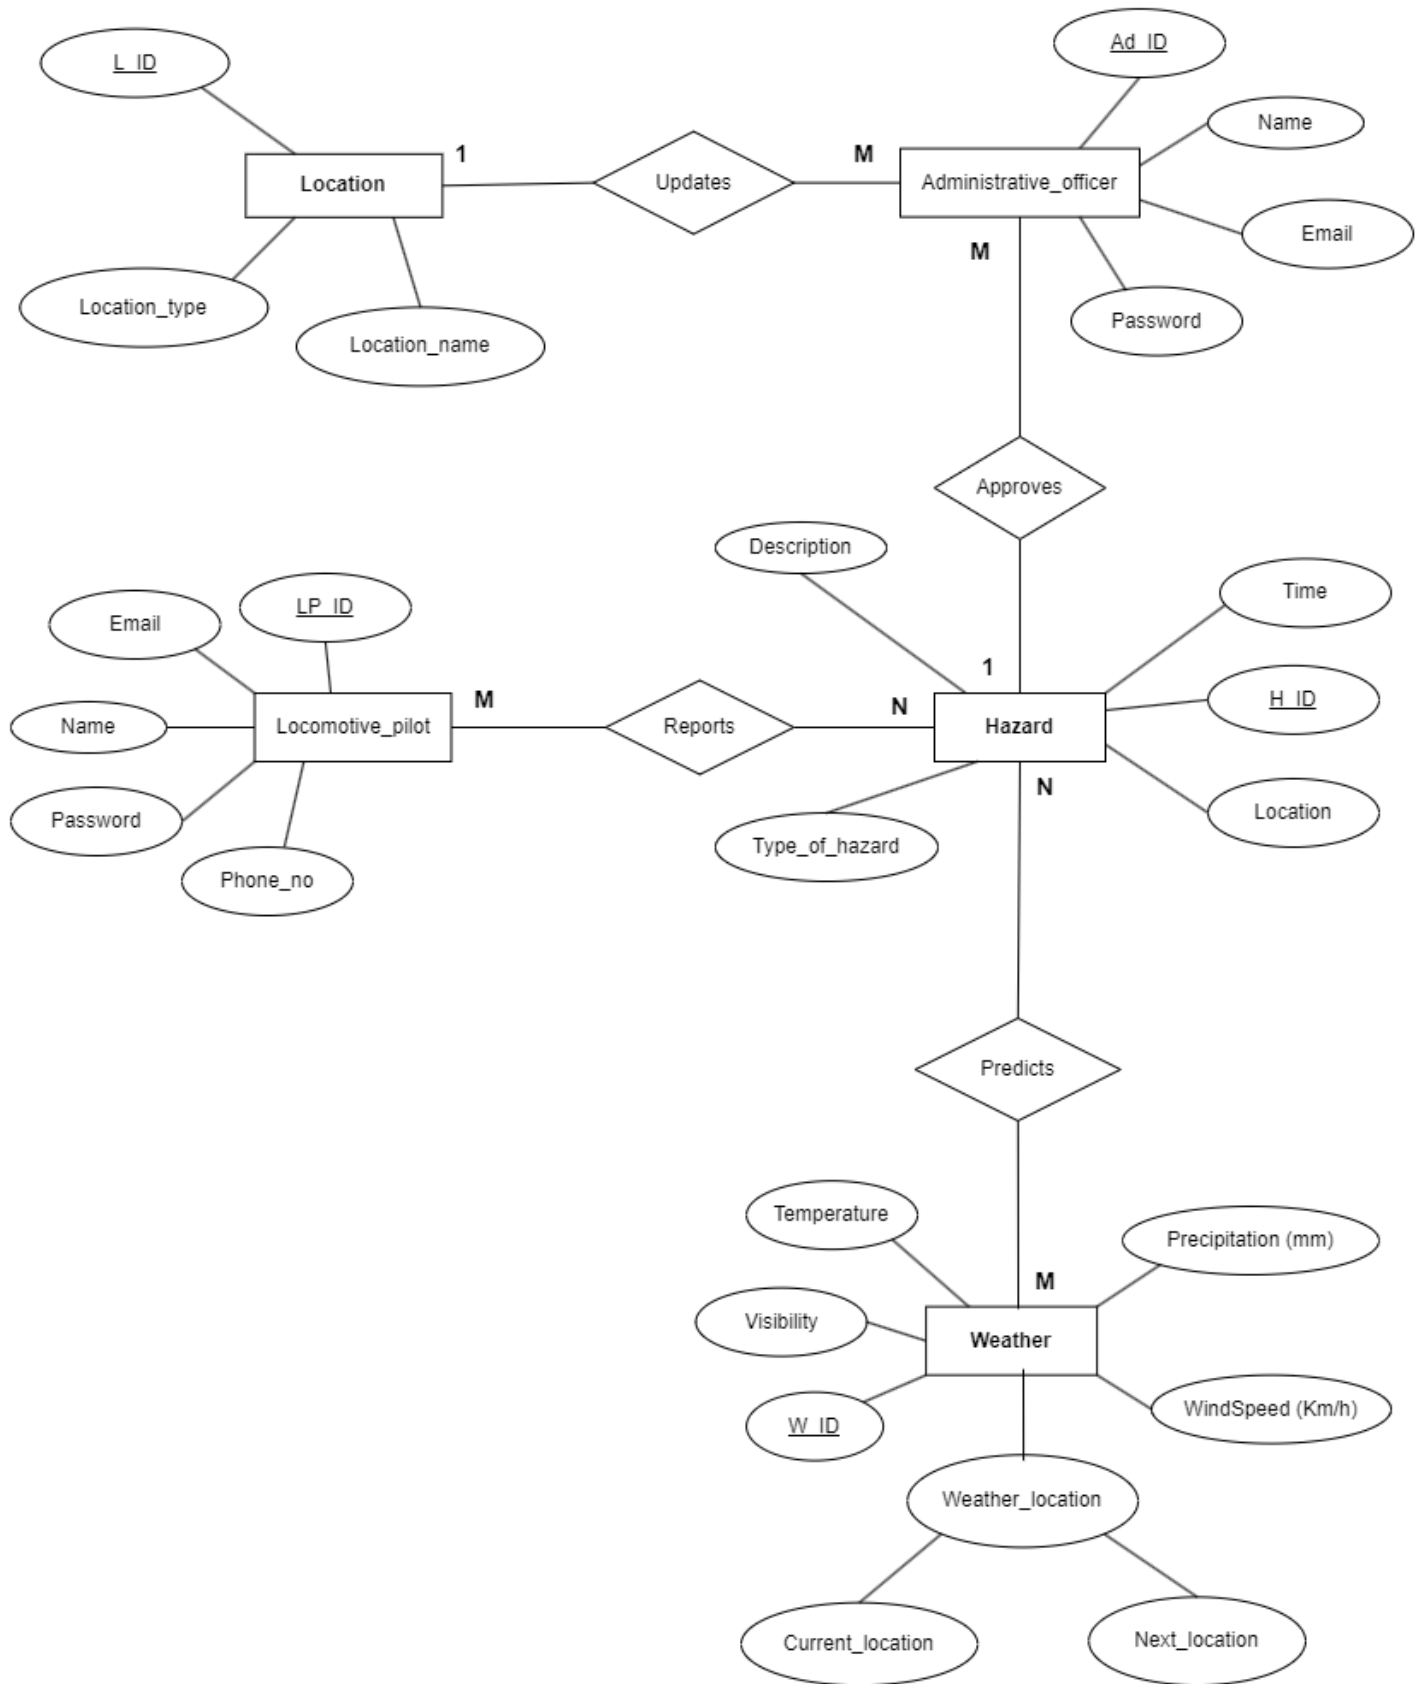 L_ID
Ad_ID
Name
1
M
Location
Updates
Administrative_officer
Email
M
Location_type
Location_name
Password
Approves
Description
Time
Email
LP_ID
1
H_ID
M
N
Name
Locomotive_pilot
Reports
Hazard
N
Password
Location
Type_of_hazard
Phone_no
Predicts
Temperature
Precipitation (mm)
M
Visibility
Weather
W_ID
WindSpeed (Km/h)
Weather_location
Current_location
Next_location